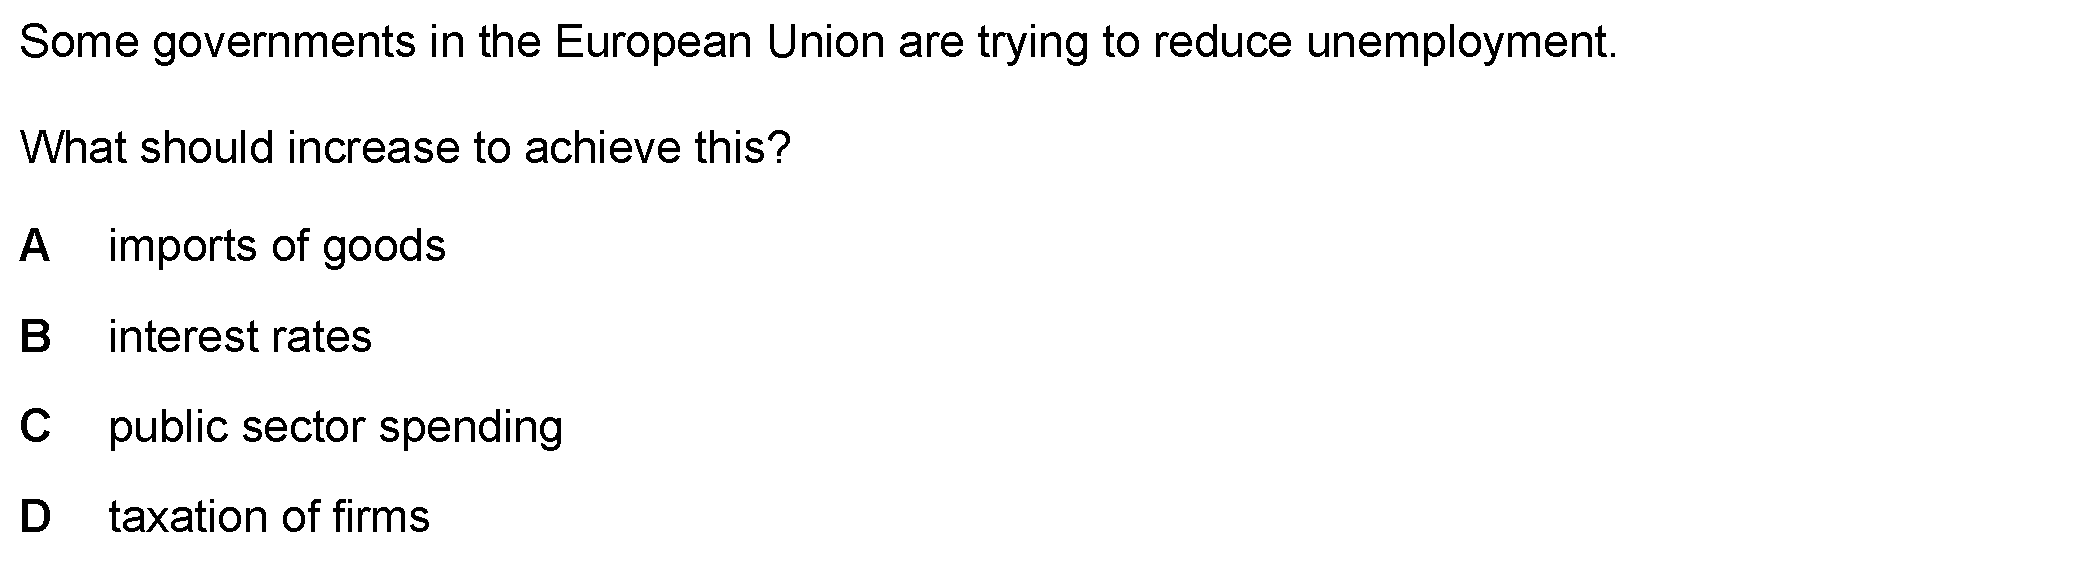 Some governments in the European Union are trying to reduce unemployment.
What should increase to achieve this?
A imports of goods
B interest rates
C public sector spending
D taxation of firms